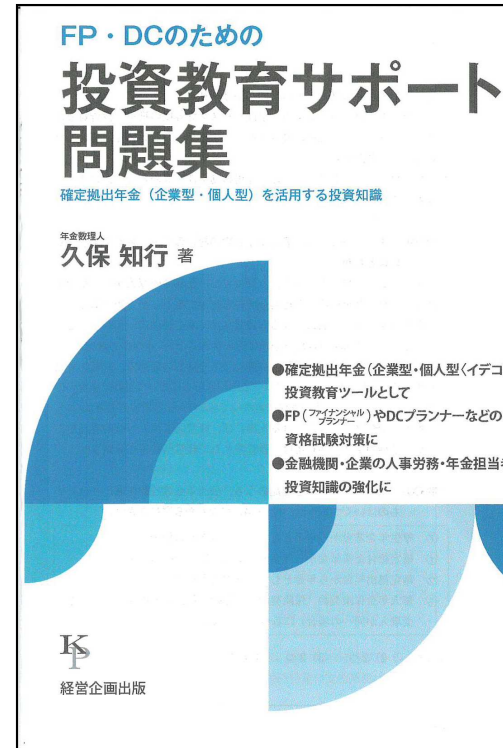 FP・DCのための
投資教育サポート
問題集
確定拠出年金（企業型・個人型）を活用する投資知識
年金数理人
久保 知行 著
●確定拠出年金（企業型・個人型〈イデコ
投資教育ツールとして
●FP（ファイナンシャルプランナー）やDCプランナーなどの
資格試験対策に
●金融機関・企業の人事労務・年金担当者
投資知識の強化に
KP
経営企画出版